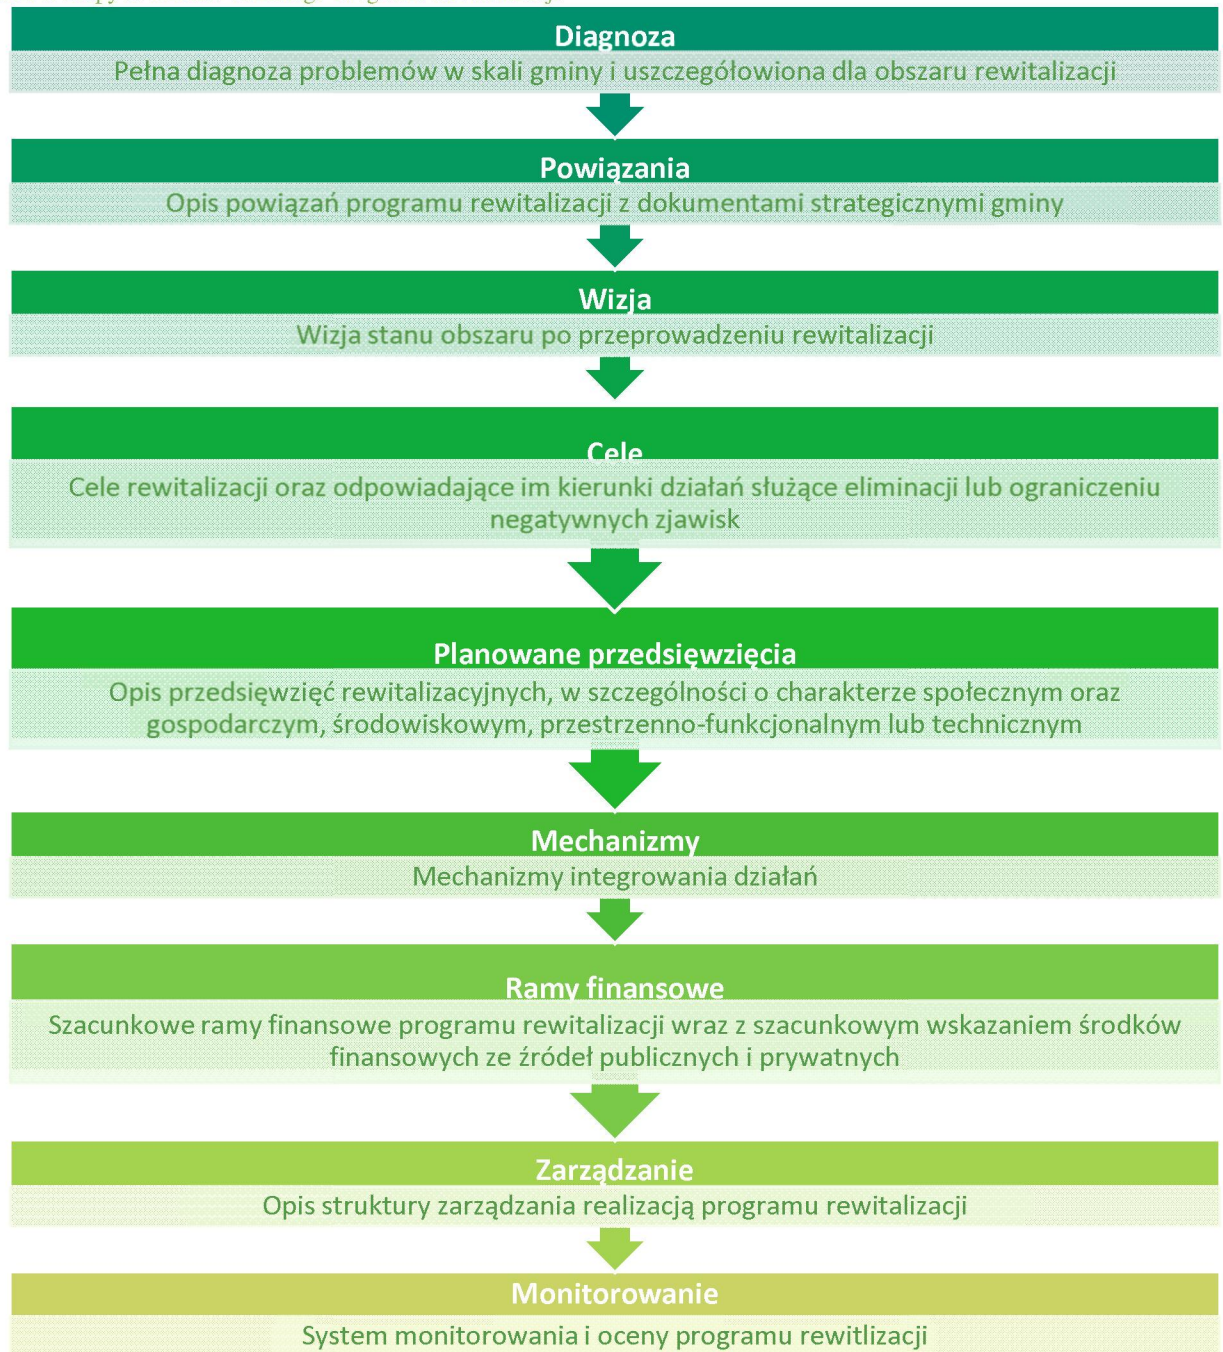 Diagnoza
Pełna diagnoza problemów w skali gminy i uszczegółowiona dla obszaru rewitalizacji
Powiązania
Opis powiązań programu rewitalizacji z dokumentami strategicznymi gminy
Wizja
Wizja stanu obszaru po przeprowadzeniu rewitalizacji
Cele
Cele rewitalizacji oraz odpowiadające im kierunki działań służące eliminacji lub ograniczeniu
negatywnych zjawisk
Planowane przedsięwzięcia
Opis przedsięwzięć rewitalizacyjnych, w szczególności o charakterze społecznym oraz
gospodarczym, środowiskowym, przestrzenno-funkcjonalnym lub technicznym
Mechanizmy
Mechanizmy integrowania działań
Ramy finansowe
Szacunkowe ramy finansowe programu rewitalizacji wraz z szacunkowym wskazaniem środków
finansowych ze źródeł publicznych i prywatnych
Zarządzanie
Opis struktury zarządzania realizacją programu rewitalizacji
Monitorowanie
System monitorowania i oceny programu rewitlizacji